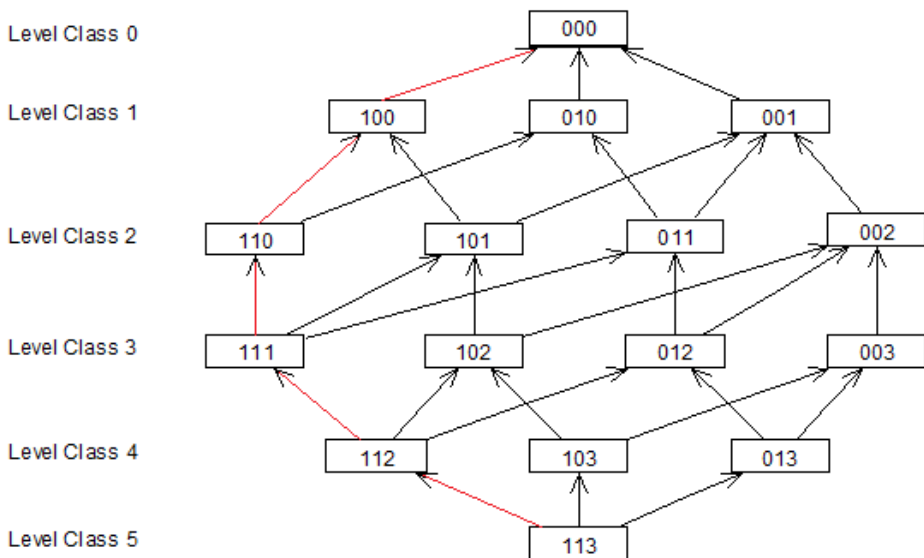 Level Class 0 000
Level Class 1 100 010 001
Level Class 2 110 101 011 002
Level Class 3 111 102 012 003
Level Class 4 112 103 013
Level Class 5 113